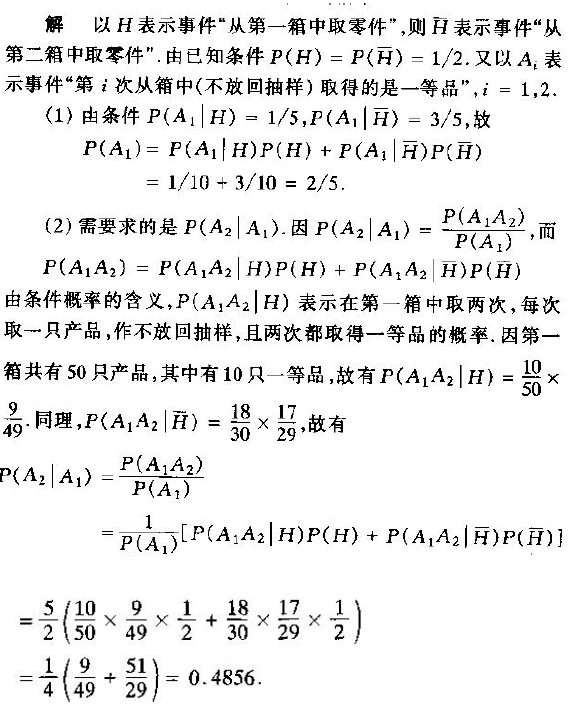 解 以 H 表示事件“从第一箱中取零件”,则 H̅ 表示事件“从
第二箱中取零件”.由已知条件 P(H) = P(H̅) = 1/2.又以 Aᵢ 表
示事件“第 i 次从箱中(不放回抽样)取得的是一等品”, i = 1,2.
(1) 由条件 P(A₁|H) = 1/5, P(A₁|H̅) = 3/5,故
P(A₁) = P(A₁|H)P(H) + P(A₁|H̅)P(H̅)
= 1/10 + 3/10 = 2/5.
(2) 需要求的是 P(A₂|A₁).因 P(A₂|A₁) = P(A₁A₂)/P(A₁),而
P(A₁A₂) = P(A₁A₂|H)P(H) + P(A₁A₂|H̅)P(H̅)
由条件概率的含义, P(A₁A₂|H) 表示在第一箱中取两次,每次
取一只产品,作不放回抽样,且两次都取得一等品的概率.因第一
箱共有 50 只产品,其中有 10 只一等品,故有 P(A₁A₂|H) = 10/50 ×
9/49.同理, P(A₁A₂|H̅) = 18/30 × 17/29,故有
P(A₂|A₁) = P(A₁A₂)/P(A₁)
= 1/P(A₁)[P(A₁A₂|H)P(H) + P(A₁A₂|H̅)P(H̅)]
= 5/2(10/50 × 9/49 × 1/2 + 18/30 × 17/29 × 1/2)
= 1/4(9/49 + 51/29) = 0.4856.